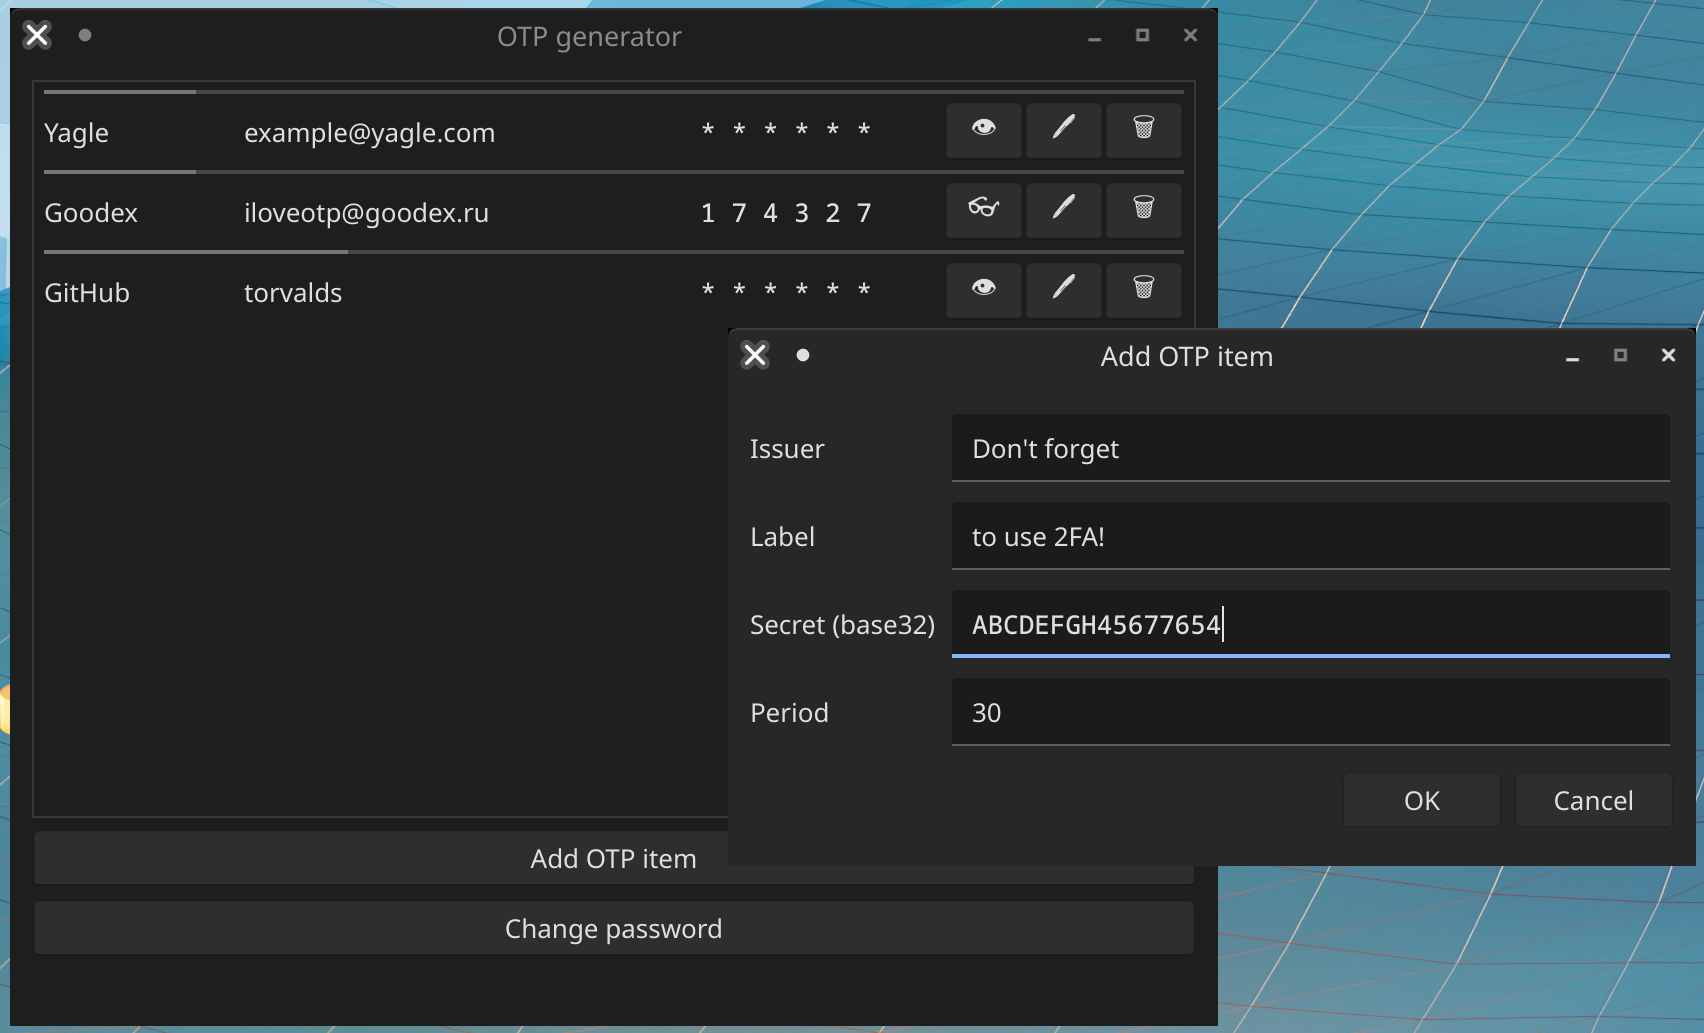 OTP generator
Yagle example@yagle.com * * * * * *
Goodex iloveotp@goodex.ru 1 7 4 3 2 7
GitHub torvalds * * * * * *
Add OTP item
Issuer Don't forget
Label to use 2FA!
Secret (base32) ABCDEFGH45677654
Period 30
OK Cancel
Add OTP item
Change password